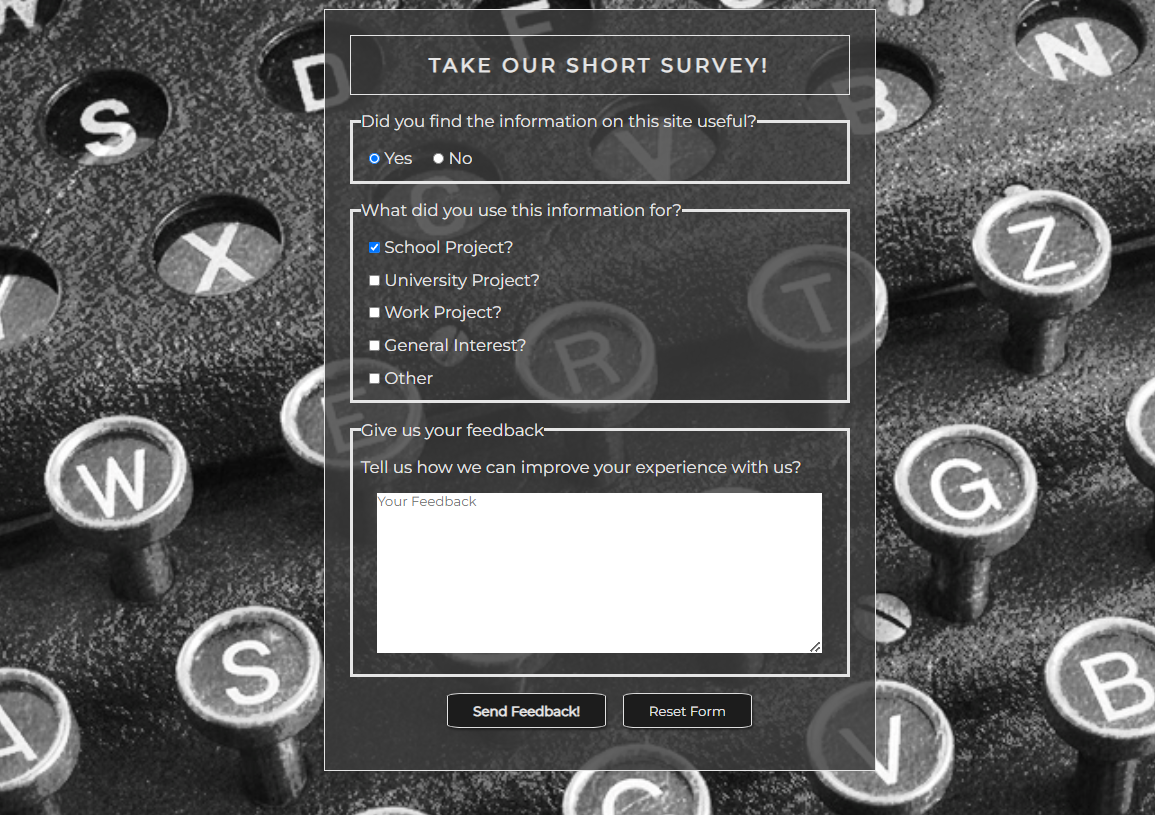 TAKE OUR SHORT SURVEY!
Did you find the information on this site useful?
Yes No
What did you use this information for?
School Project?
University Project?
Work Project?
General Interest?
Other
Give us your feedback
Tell us how we can improve your experience with us?
Your Feedback
Send Feedback! Reset Form
W
F
D
S
B
N
V
C
X
Z
T
R
E
W
G
S
B
A
V
C